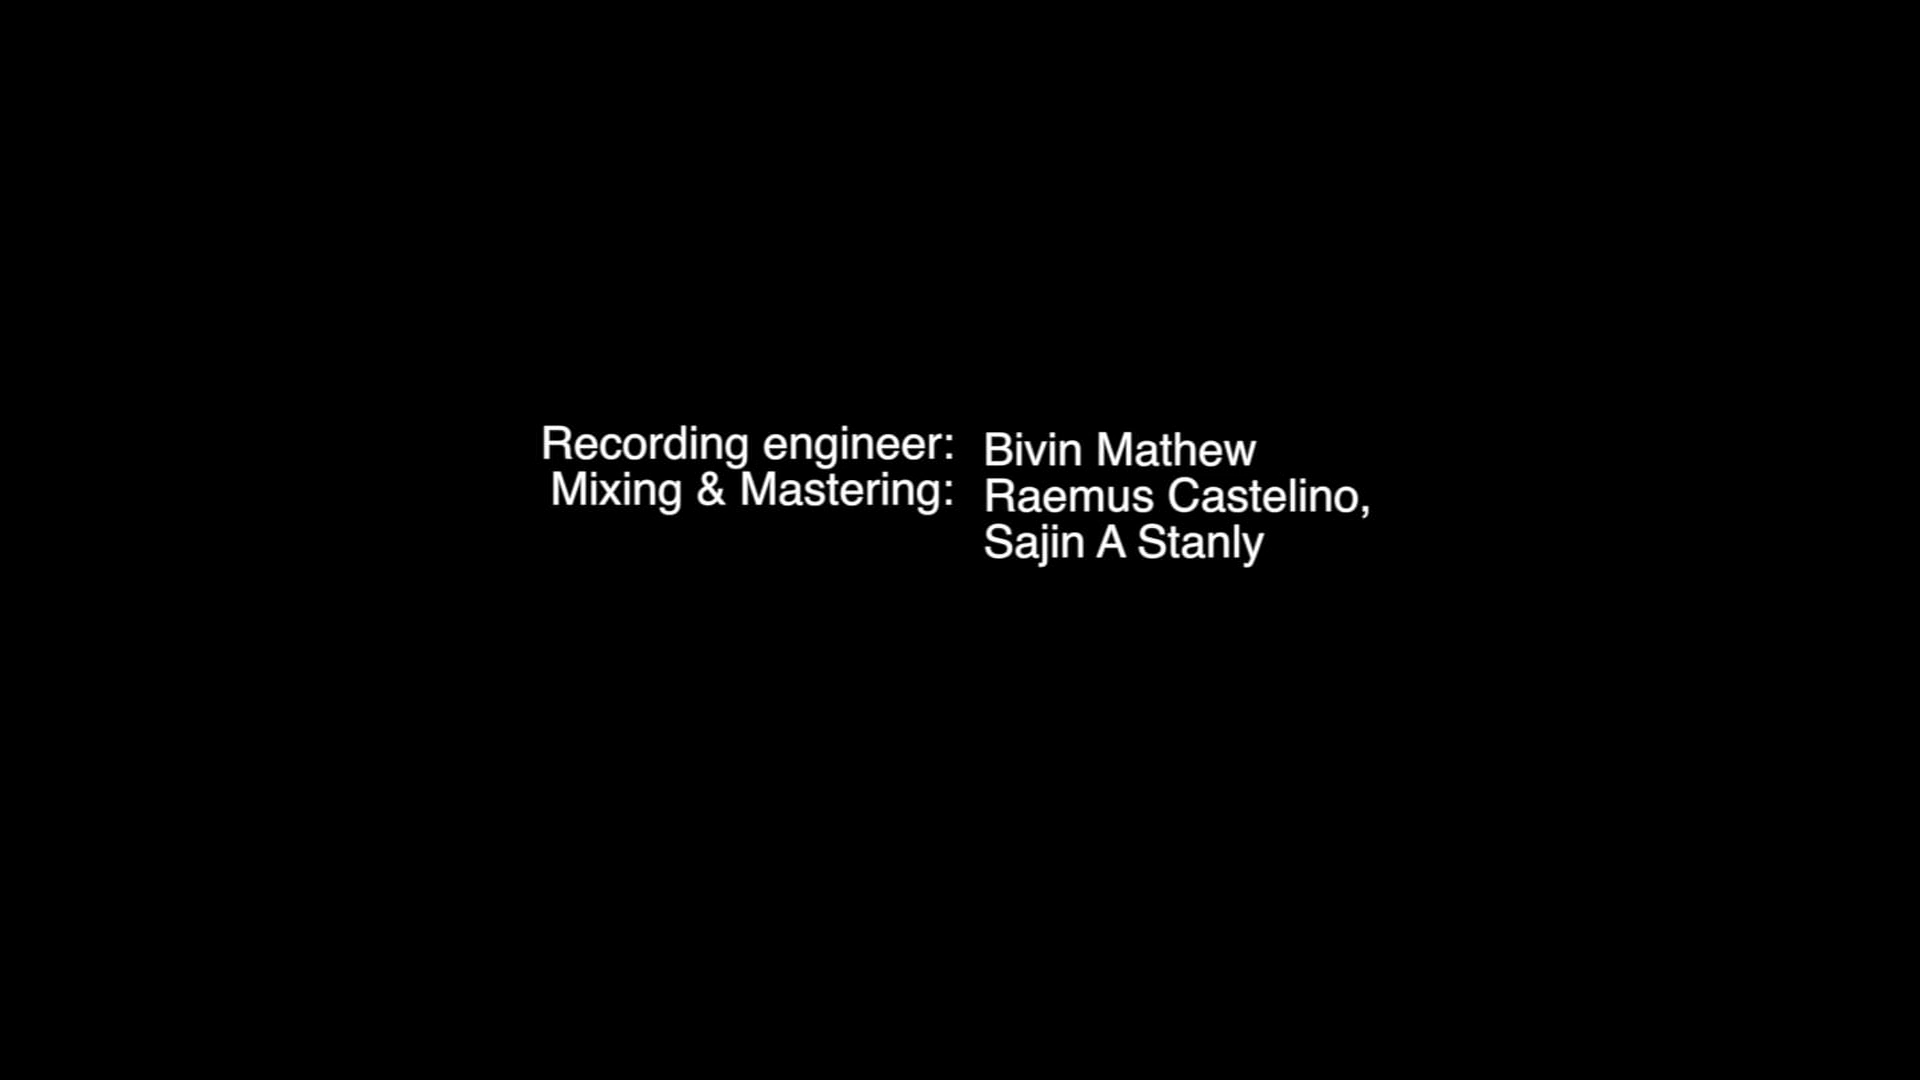 Recording engineer: Bivin Mathew
Mixing & Mastering: Raemus Castelino,
Sajin A Stanly